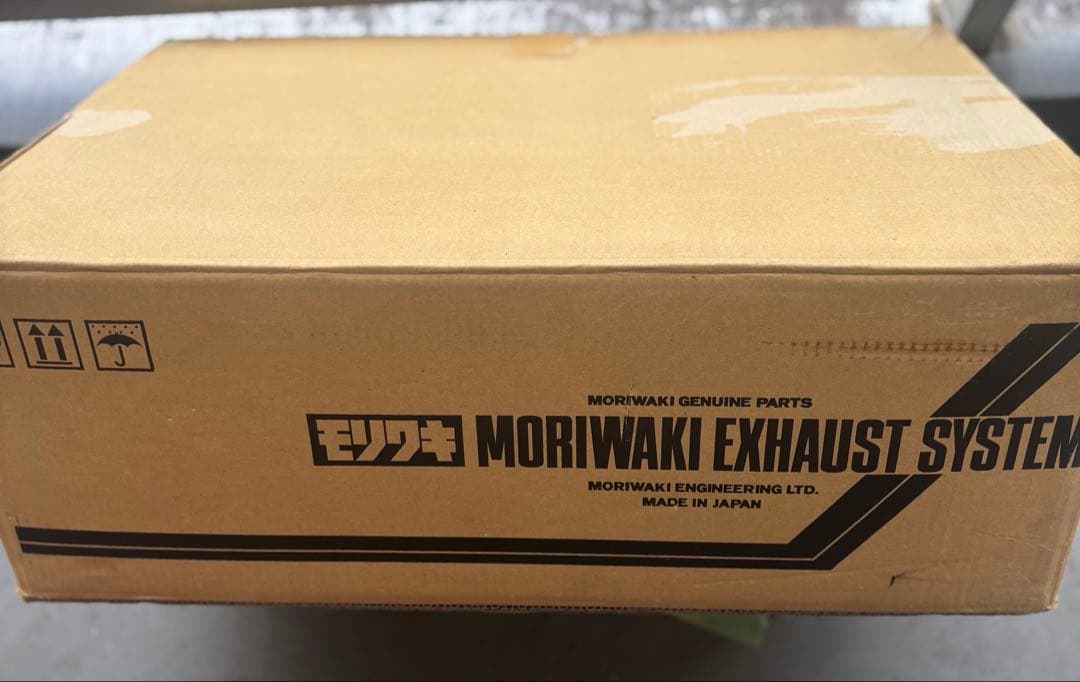 MORIWAKI GENUINE PARTS
モリワキ MORIWAKI EXHAUST SYSTEM
MORIWAKI ENGINEERING LTD.
MADE IN JAPAN